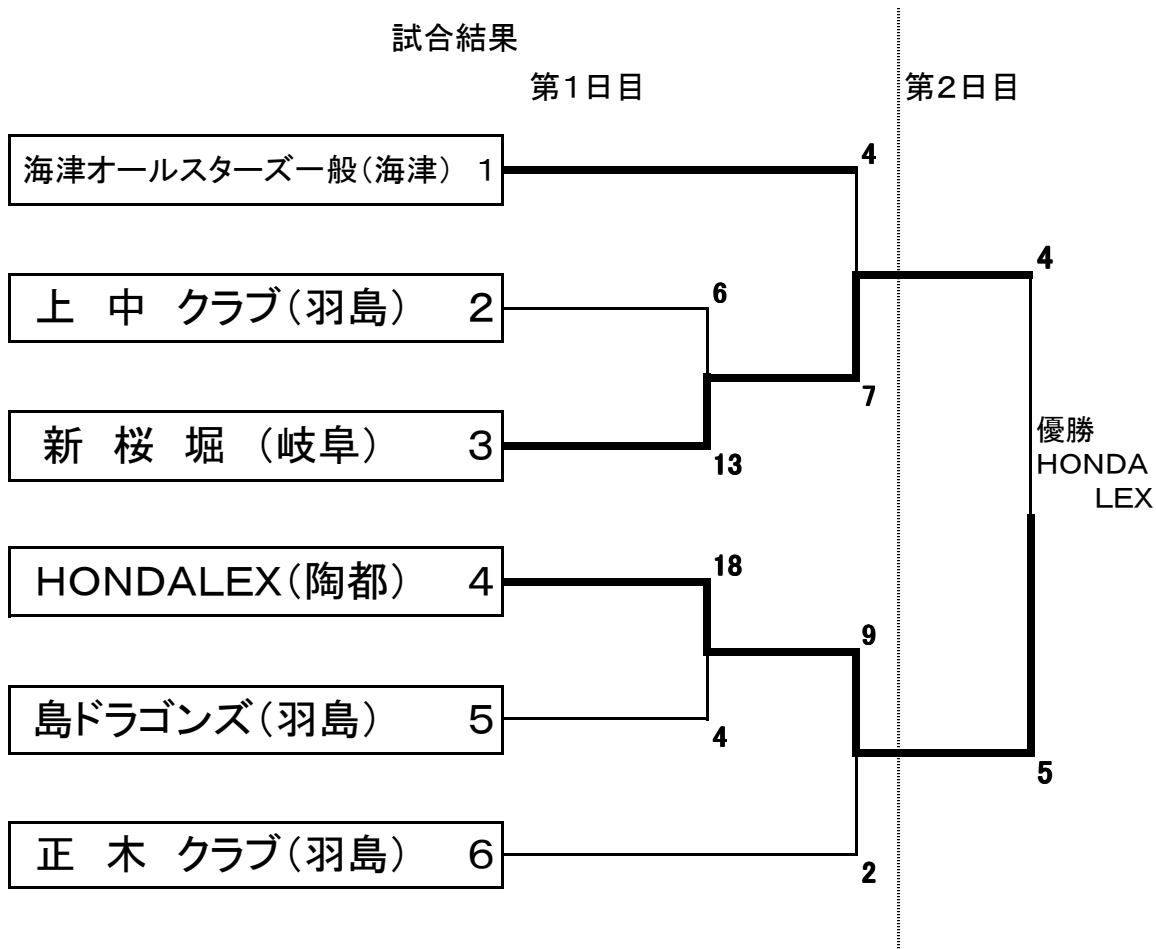 試合結果
第1日目
第2日目
海津オールスターズ一般(海津) 1
4
4
上 中 クラブ(羽島) 2
6
7
新 桜 堀 (岐阜) 3
13
優勝
HONDA
LEX
HONDALEX(陶都) 4
18
9
島ドラゴンズ(羽島) 5
4
5
正 木 クラブ(羽島) 6
2